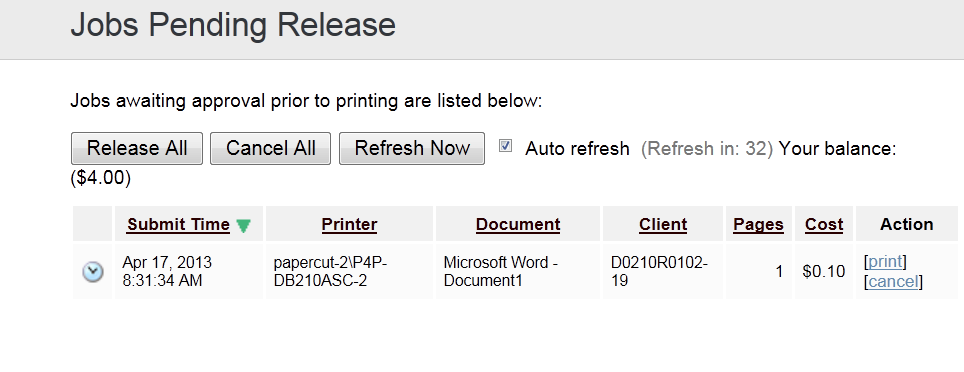 Jobs Pending Release
Jobs awaiting approval prior to printing are listed below:
Release All Cancel All Refresh Now Auto refresh (Refresh in: 32) Your balance:
($4.00)
Submit Time Printer Document Client Pages Cost Action
Apr 17, 2013 papercut-2\P4P- Microsoft Word - D0210R0102- 1 $0.10 [print]
8:31:34 AM DB210ASC-2 Document1 19 [cancel]